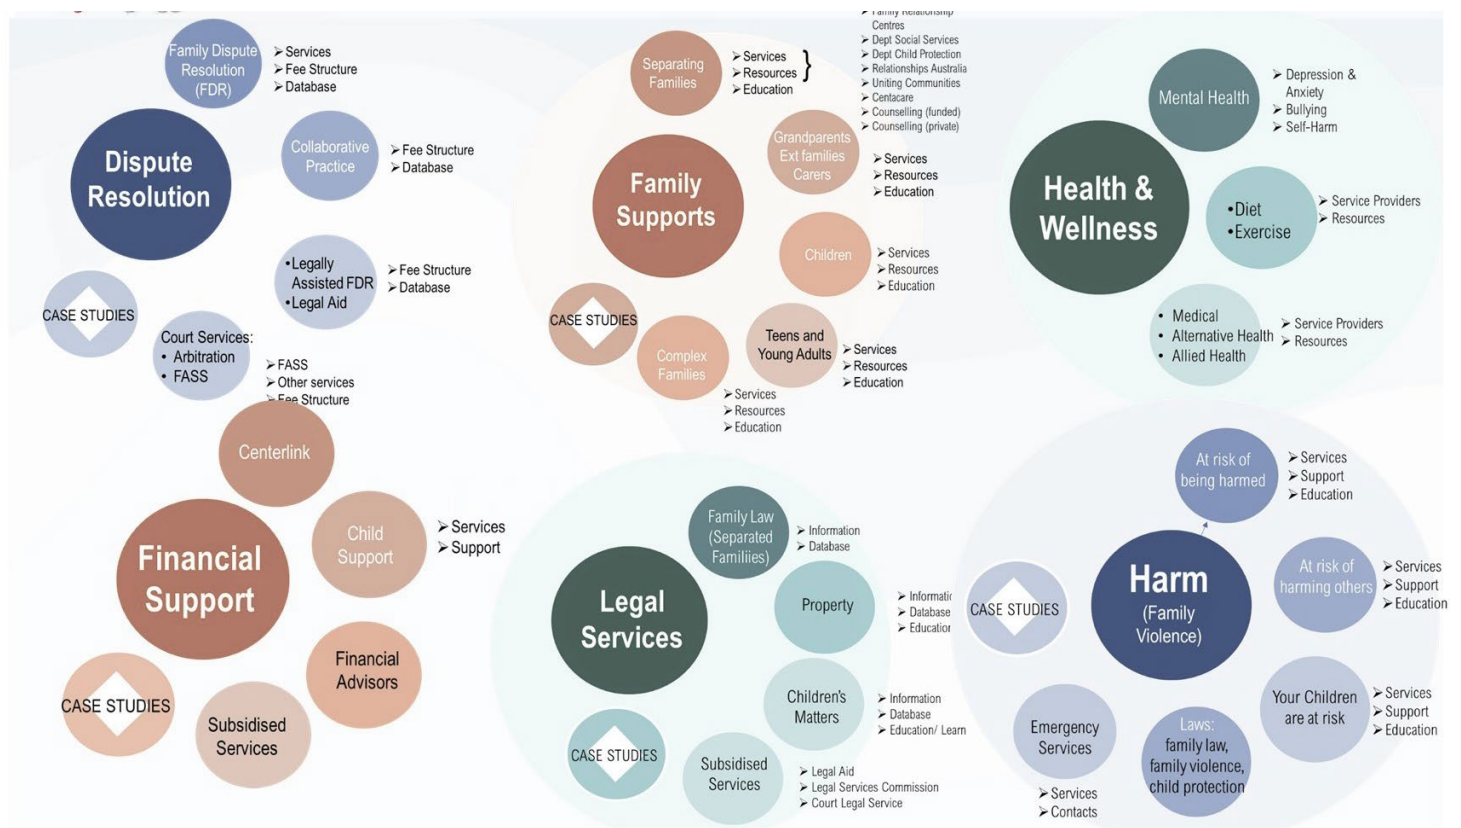 Family Dispute
Resolution
(FDR)
➢ Services
➢ Fee Structure
➢ Database
Dispute
Resolution
Collaborative
Practice
➢ Fee Structure
➢ Database
• Legally
Assisted FDR
• Legal Aid
➢ Fee Structure
➢ Database
CASE STUDIES
Court Services:
• Arbitration
• FASS
➢ FASS
➢ Other services
➢ Fee Structure
Separating
Families
➢ Services
➢ Resources
➢ Education
}
➢ Family Relationship
Centres
➢ Dept Social Services
➢ Dept Child Protection
➢ Relationships Australia
➢ Uniting Communities
➢ Centacare
➢ Counselling (funded)
➢ Counselling (private)
Family
Supports
Grandparents
Ext families
Carers
➢ Services
➢ Resources
➢ Education
Children
➢ Services
➢ Resources
➢ Education
CASE STUDIES
Teens and
Young Adults
➢ Services
➢ Resources
➢ Education
Complex
Families
➢ Services
➢ Resources
➢ Education
Mental Health
➢ Depression &
Anxiety
➢ Bullying
➢ Self-Harm
Health &
Wellness
• Diet
• Exercise
➢ Service Providers
➢ Resources
• Medical
• Alternative Health
• Allied Health
➢ Service Providers
➢ Resources
Centerlink
Financial
Support
Child
Support
➢ Services
➢ Support
Financial
Advisors
CASE STUDIES
Subsidised
Services
Family Law
(Separated
Familiies)
➢ Information
➢ Database
Legal
Services
Property
➢ Informatic
➢ Database
➢ Education
Children's
Matters
➢ Information
➢ Database
➢ Education/ Learn
CASE STUDIES
Subsidised
Services
➢ Legal Aid
➢ Legal Services Commission
➢ Court Legal Service
At risk of
being harmed
➢ Services
➢ Support
➢ Education
Harm
(Family
Violence)
At risk of
harming others
➢ Services
➢ Support
➢ Education
CASE STUDIES
Your Children
are at risk
➢ Services
➢ Support
➢ Education
Emergency
Services
➢ Services
➢ Contacts
Laws:
family law,
family violence,
child protection